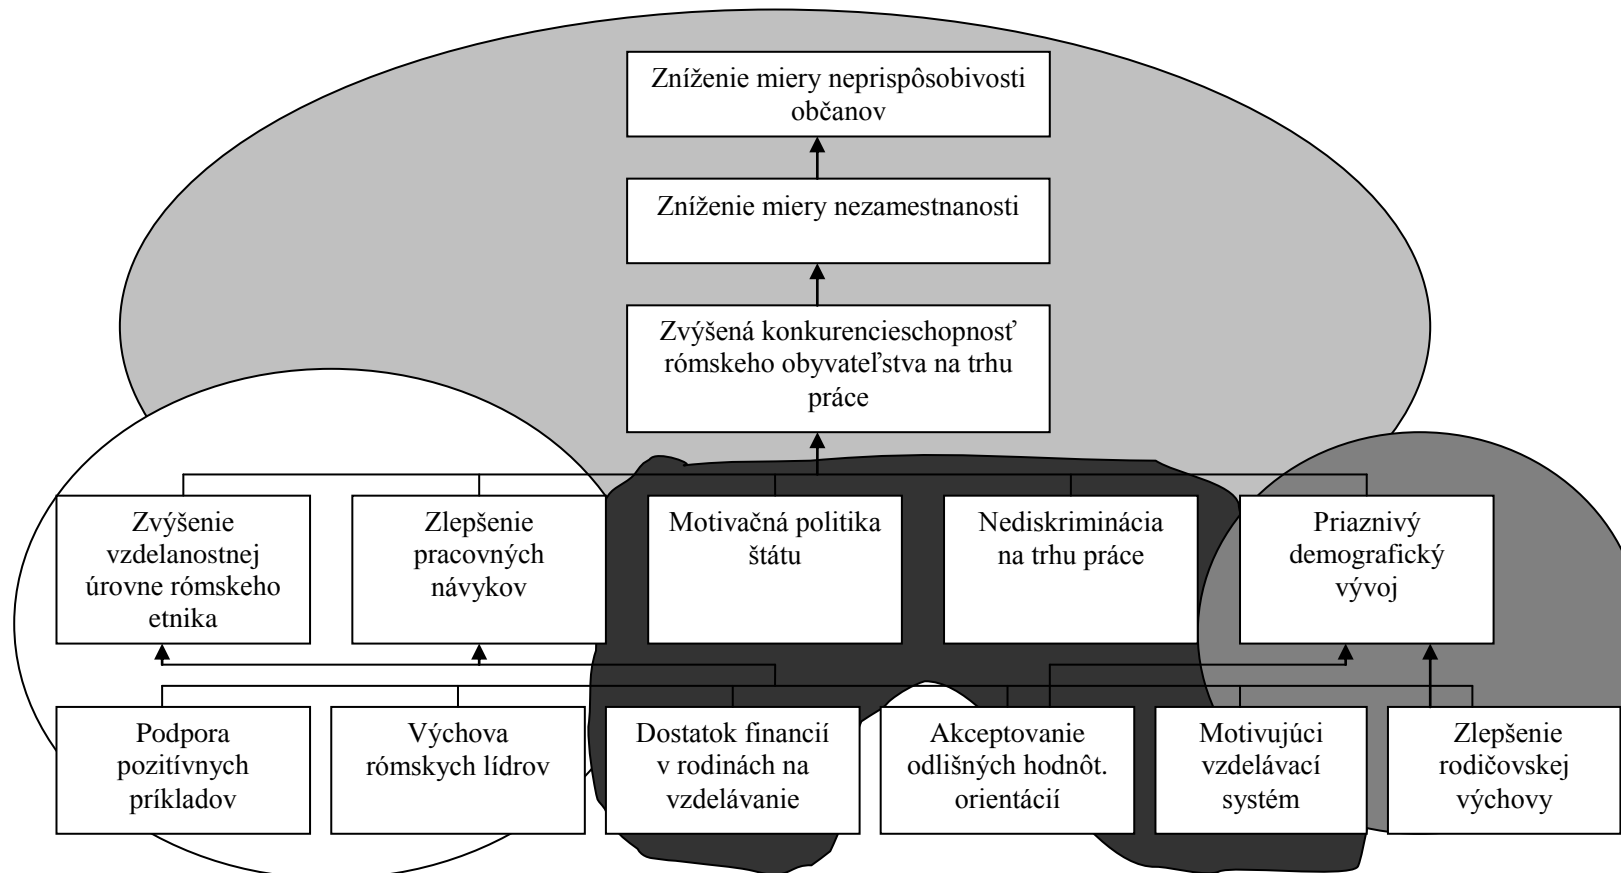 Zníženie miery neprispôsobivosti
občanov
Zníženie miery nezamestnanosti
Zvýšená konkurencieschopnosť
rómskeho obyvateľstva na trhu
práce
Zvýšenie
vzdelanostnej
úrovne rómskeho
etnika
Zlepšenie
pracovných
návykov
Motivačná politika
štátu
Nediskriminácia
na trhu práce
Priaznivý
demografický
vývoj
Podpora
pozitívnych
príkladov
Výchova
rómskych lídrov
Dostatok financií
v rodinách na
vzdelávanie
Akceptovanie
odlišných hodnôt.
orientácií
Motivujúci
vzdelávací
systém
Zlepšenie
rodičovskej
výchovy